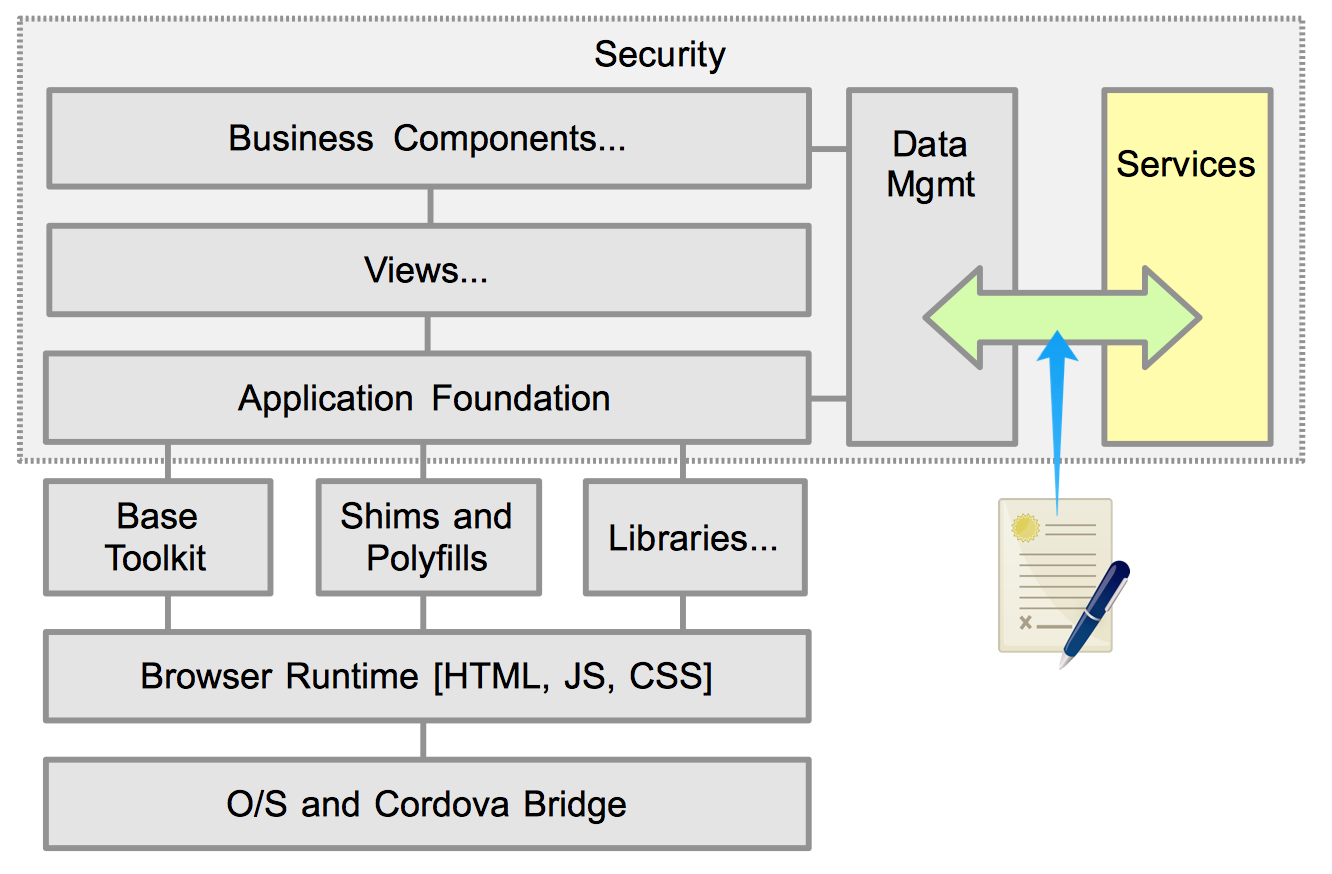 Security
Business Components...
Data
Mgmt
Services
Views...
Application Foundation
Base
Toolkit
Shims and
Polyfills
Libraries...
Browser Runtime [HTML, JS, CSS]
O/S and Cordova Bridge